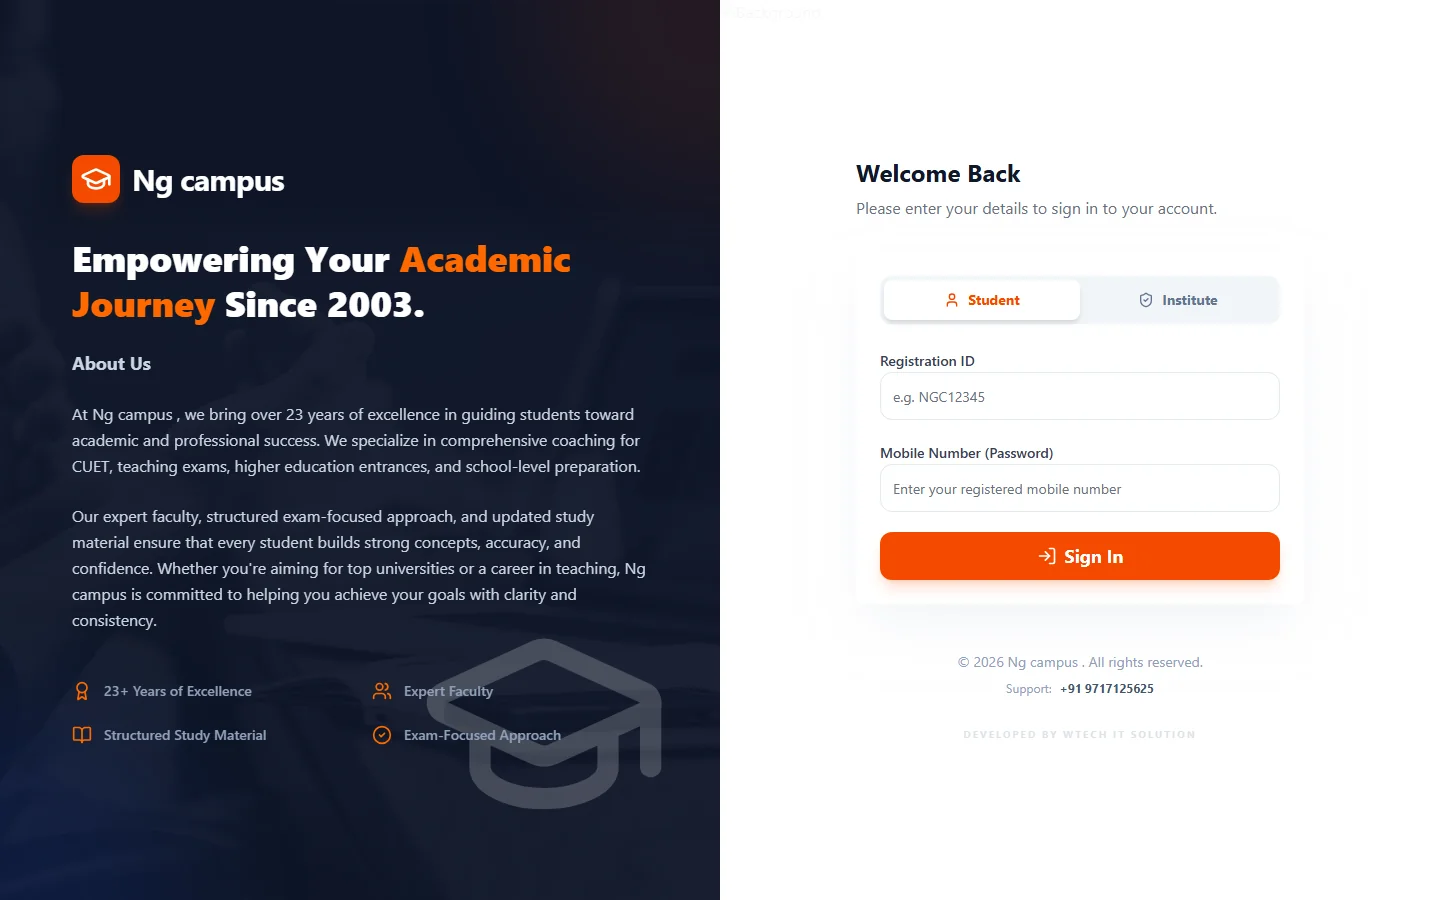 Ng campus
Empowering Your Academic
Journey Since 2003.
About Us
At Ng campus , we bring over 23 years of excellence in guiding students toward
academic and professional success. We specialize in comprehensive coaching for
CUET, teaching exams, higher education entrances, and school-level preparation.
Our expert faculty, structured exam-focused approach, and updated study
material ensure that every student builds strong concepts, accuracy, and
confidence. Whether you're aiming for top universities or a career in teaching, Ng
campus is committed to helping you achieve your goals with clarity and
consistency.
23+ Years of Excellence
Expert Faculty
Structured Study Material
Exam-Focused Approach
Welcome Back
Please enter your details to sign in to your account.
Student
Institute
Registration ID
e.g. NGC12345
Mobile Number (Password)
Enter your registered mobile number
Sign In
© 2026 Ng campus . All rights reserved.
Support: +91 9717125625
DEVELOPED BY WTECH IT SOLUTION